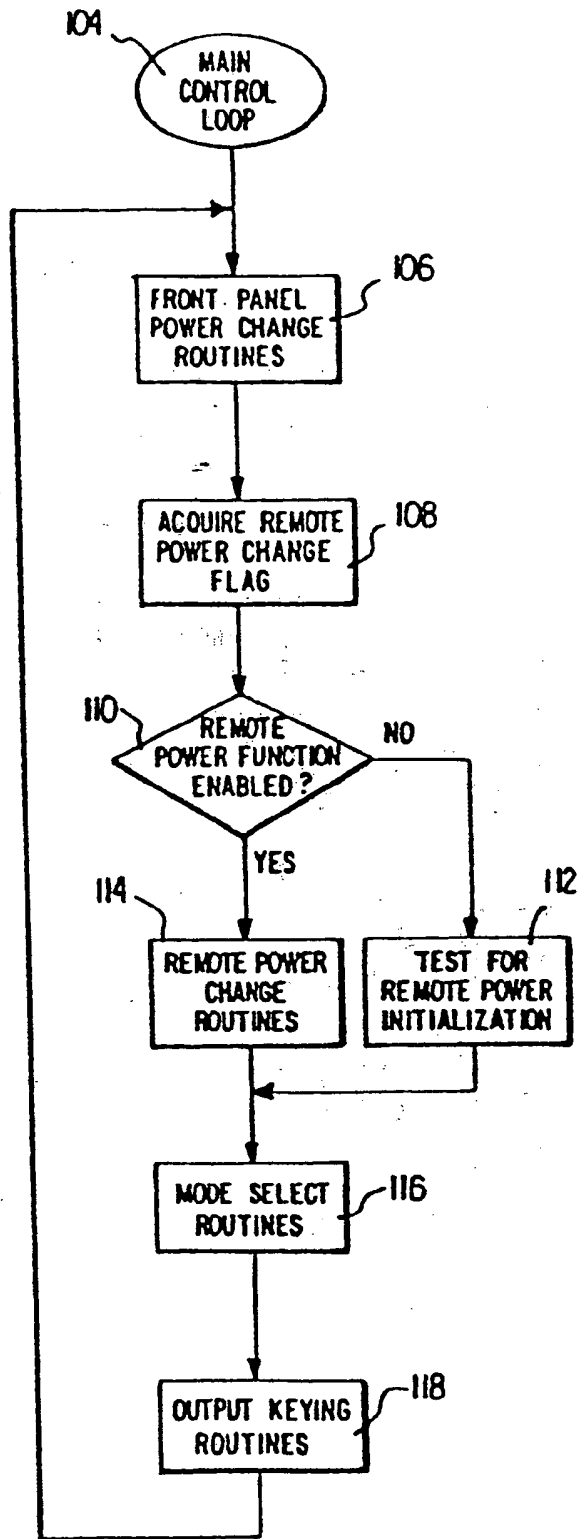 104
MAIN
CONTROL
LOOP
106
FRONT PANEL
POWER CHANGE
ROUTINES
108
ACQUIRE REMOTE
POWER CHANGE
FLAG
110
REMOTE
POWER FUNCTION
ENABLED?
NO
YES
114
REMOTE POWER
CHANGE
ROUTINES
112
TEST FOR
REMOTE POWER
INITIALIZATION
MODE SELECT
ROUTINES
116
OUTPUT KEYING
ROUTINES
118